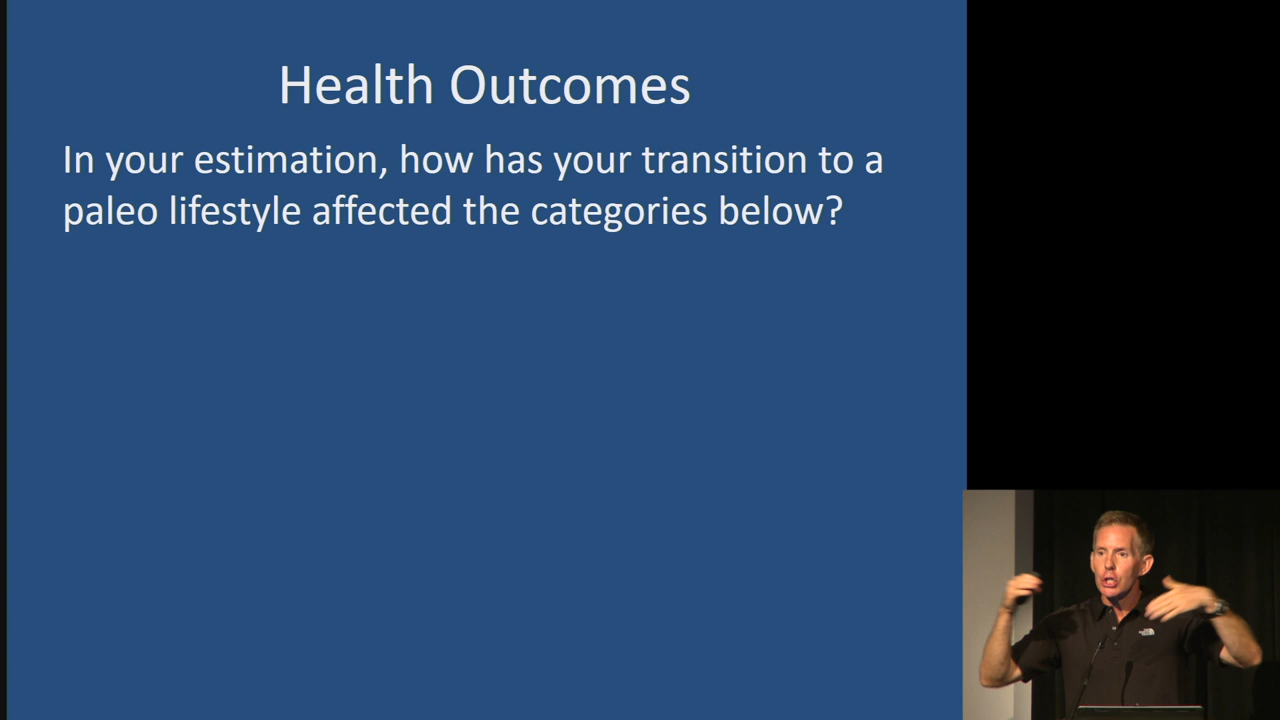 Health Outcomes
In your estimation, how has your transition to a
paleo lifestyle affected the categories below?